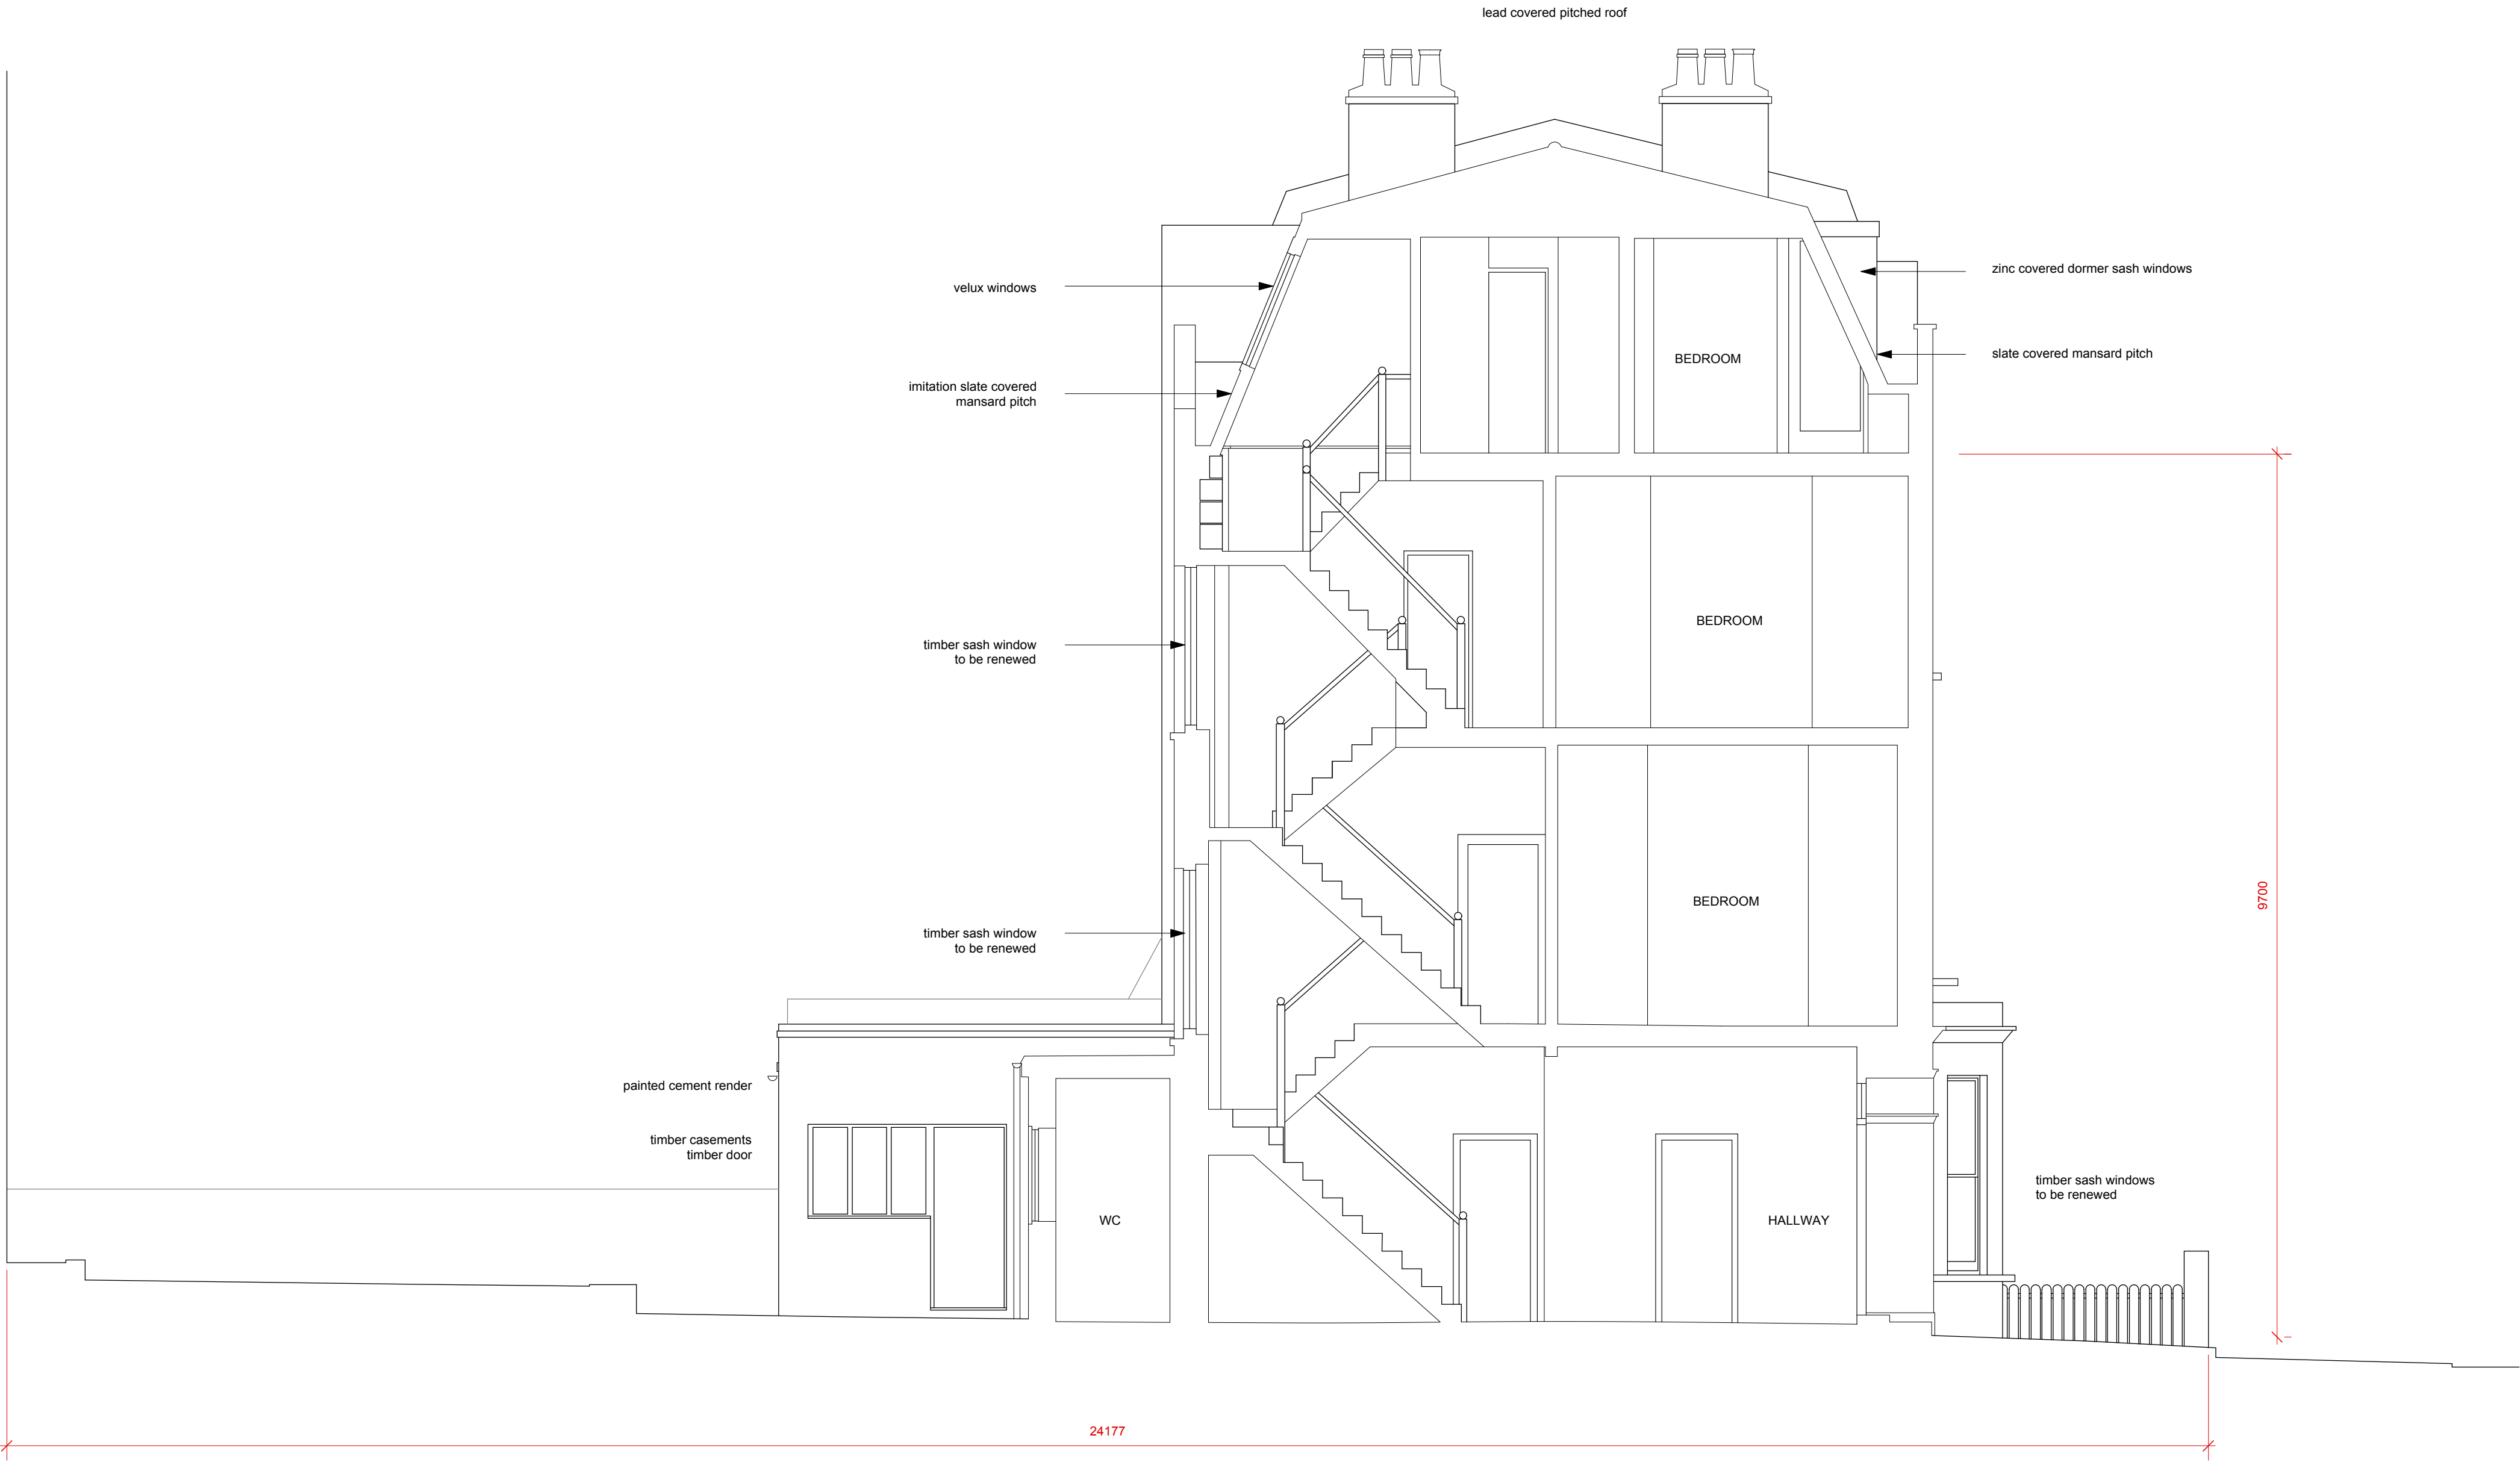 lead covered pitched roof
velux windows
zinc covered dormer sash windows
BEDROOM
slate covered mansard pitch
imitation slate covered
mansard pitch
BEDROOM
timber sash window
to be renewed
BEDROOM
9700
timber sash window
to be renewed
painted cement render
timber casements
timber door
WC
HALLWAY
timber sash windows
to be renewed
24177